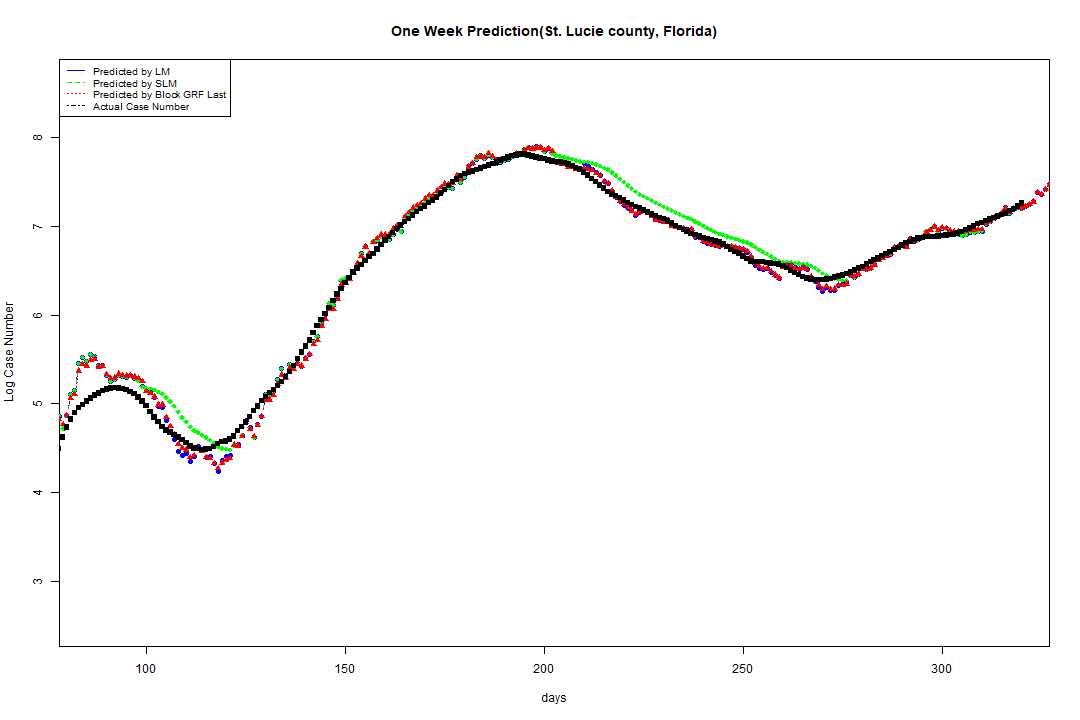 One Week Prediction(St. Lucie county, Florida)
Predicted by LM
Predicted by SLM
Predicted by Block GRF Last
Actual Case Number
8
7
6
5
4
3
Log Case Number
100 150 200 250 300
days